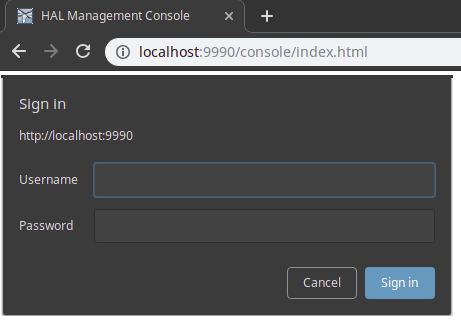 HAL Management Console
localhost:9990/console/index.html
Sign in
http://localhost:9990
Username
Password
Cancel Sign in